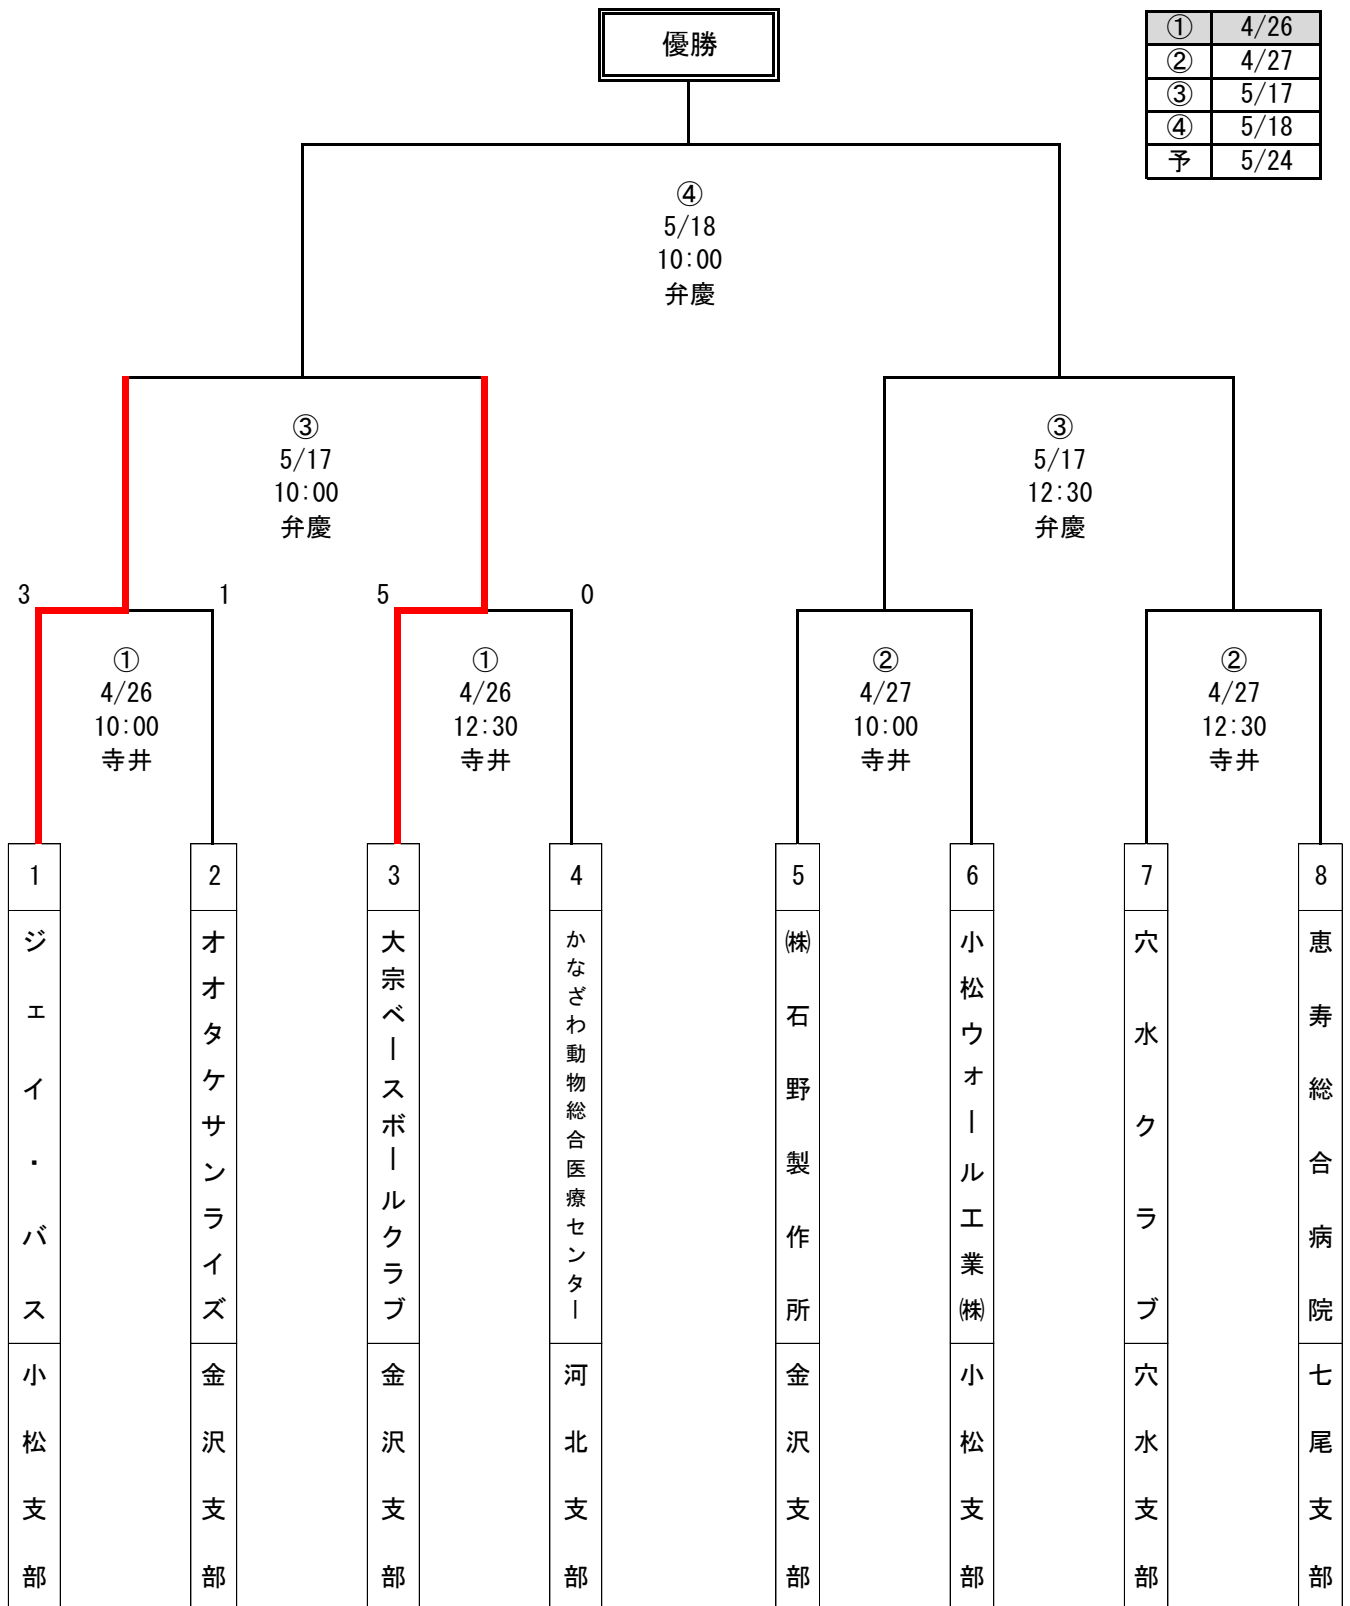 優勝
① 4/26
② 4/27
③ 5/17
④ 5/18
予 5/24
④
5/18
10:00
弁慶
③
5/17
10:00
弁慶
③
5/17
12:30
弁慶
3 1 5 0
①
4/26
10:00
寺井
①
4/26
12:30
寺井
②
4/27
10:00
寺井
②
4/27
12:30
寺井
1
ジェイ・バス
小松支部
2
オオタケサンライズ
金沢支部
3
大宗ベースボールクラブ
金沢支部
4
かなざわ動物総合医療センター
河北支部
5
㈱石野製作所
金沢支部
6
小松ウォール工業㈱
小松支部
7
穴水クラブ
穴水支部
8
恵寿総合病院
七尾支部